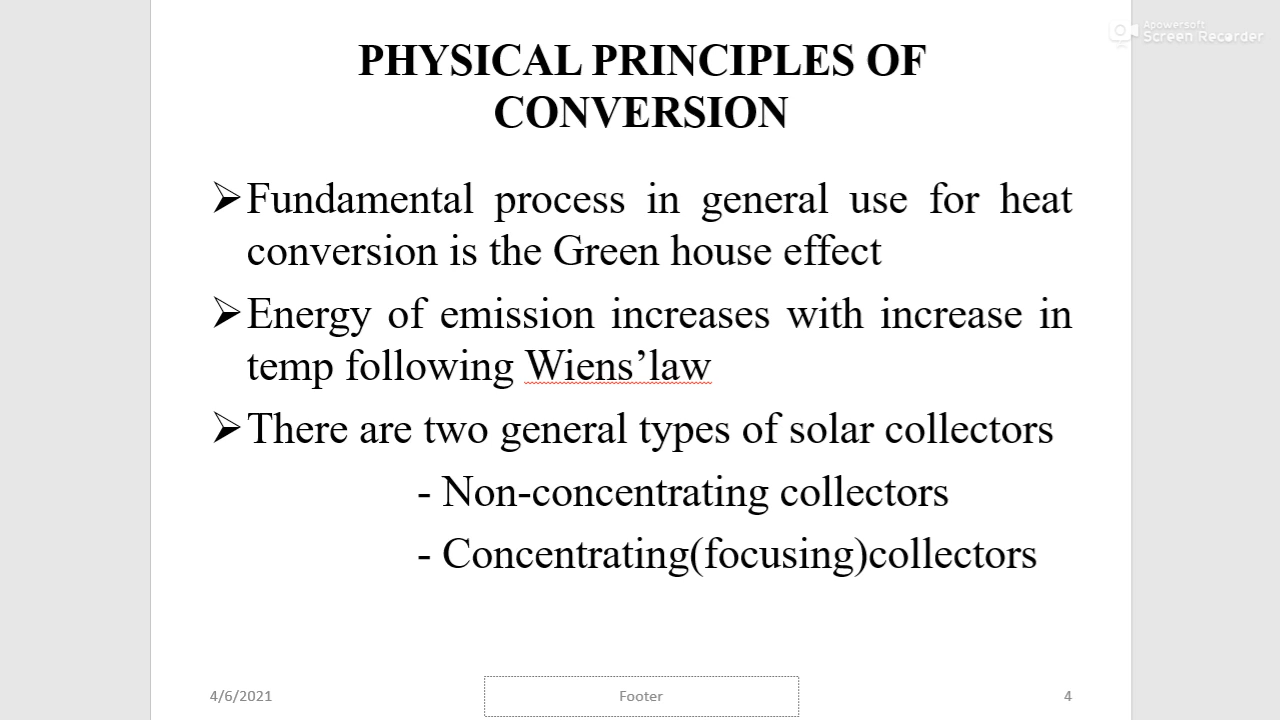 Apowersoft
Screen Recorder
PHYSICAL PRINCIPLES OF
CONVERSION
➢Fundamental process in general use for heat
conversion is the Green house effect
➢Energy of emission increases with increase in
temp following Wiens’law
➢There are two general types of solar collectors
- Non-concentrating collectors
- Concentrating(focusing)collectors
4/6/2021
Footer
4